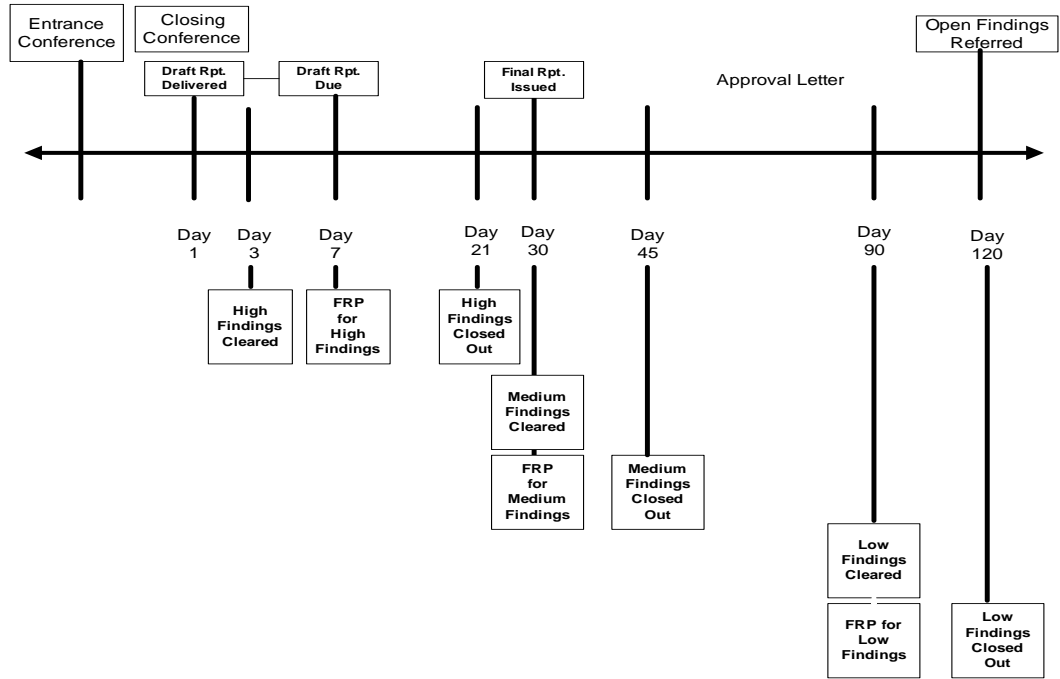 Entrance
Conference
Closing
Conference
Open Findings
Referred
Draft Rpt.
Delivered
Draft Rpt.
Due
Final Rpt.
Issued
Approval Letter
Day
1
Day
3
Day
7
Day
21
Day
30
Day
45
Day
90
Day
120
High
Findings
Cleared
FRP
for
High
Findings
High
Findings
Closed
Out
Medium
Findings
Cleared
FRP
for
Medium
Findings
Medium
Findings
Closed
Out
Low
Findings
Cleared
FRP for
Low
Findings
Low
Findings
Closed
Out